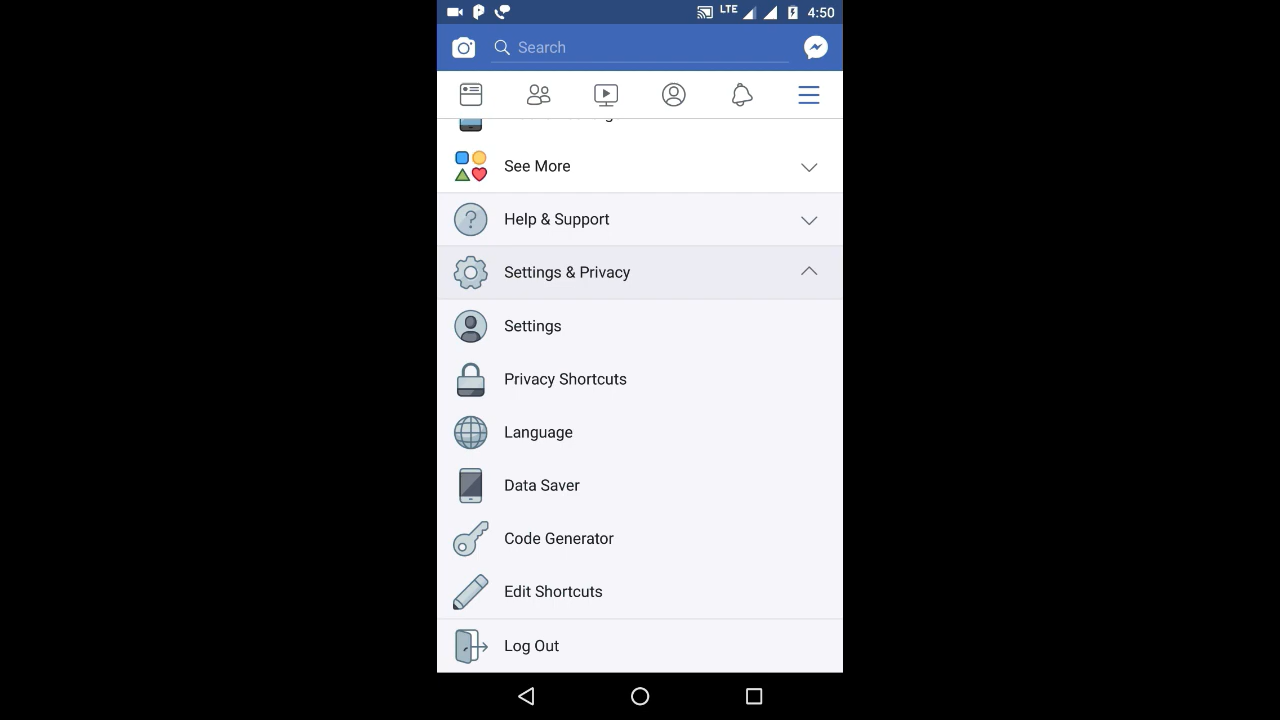 LTE 4:50
Search
See More
Help & Support
Settings & Privacy
Settings
Privacy Shortcuts
Language
Data Saver
Code Generator
Edit Shortcuts
Log Out